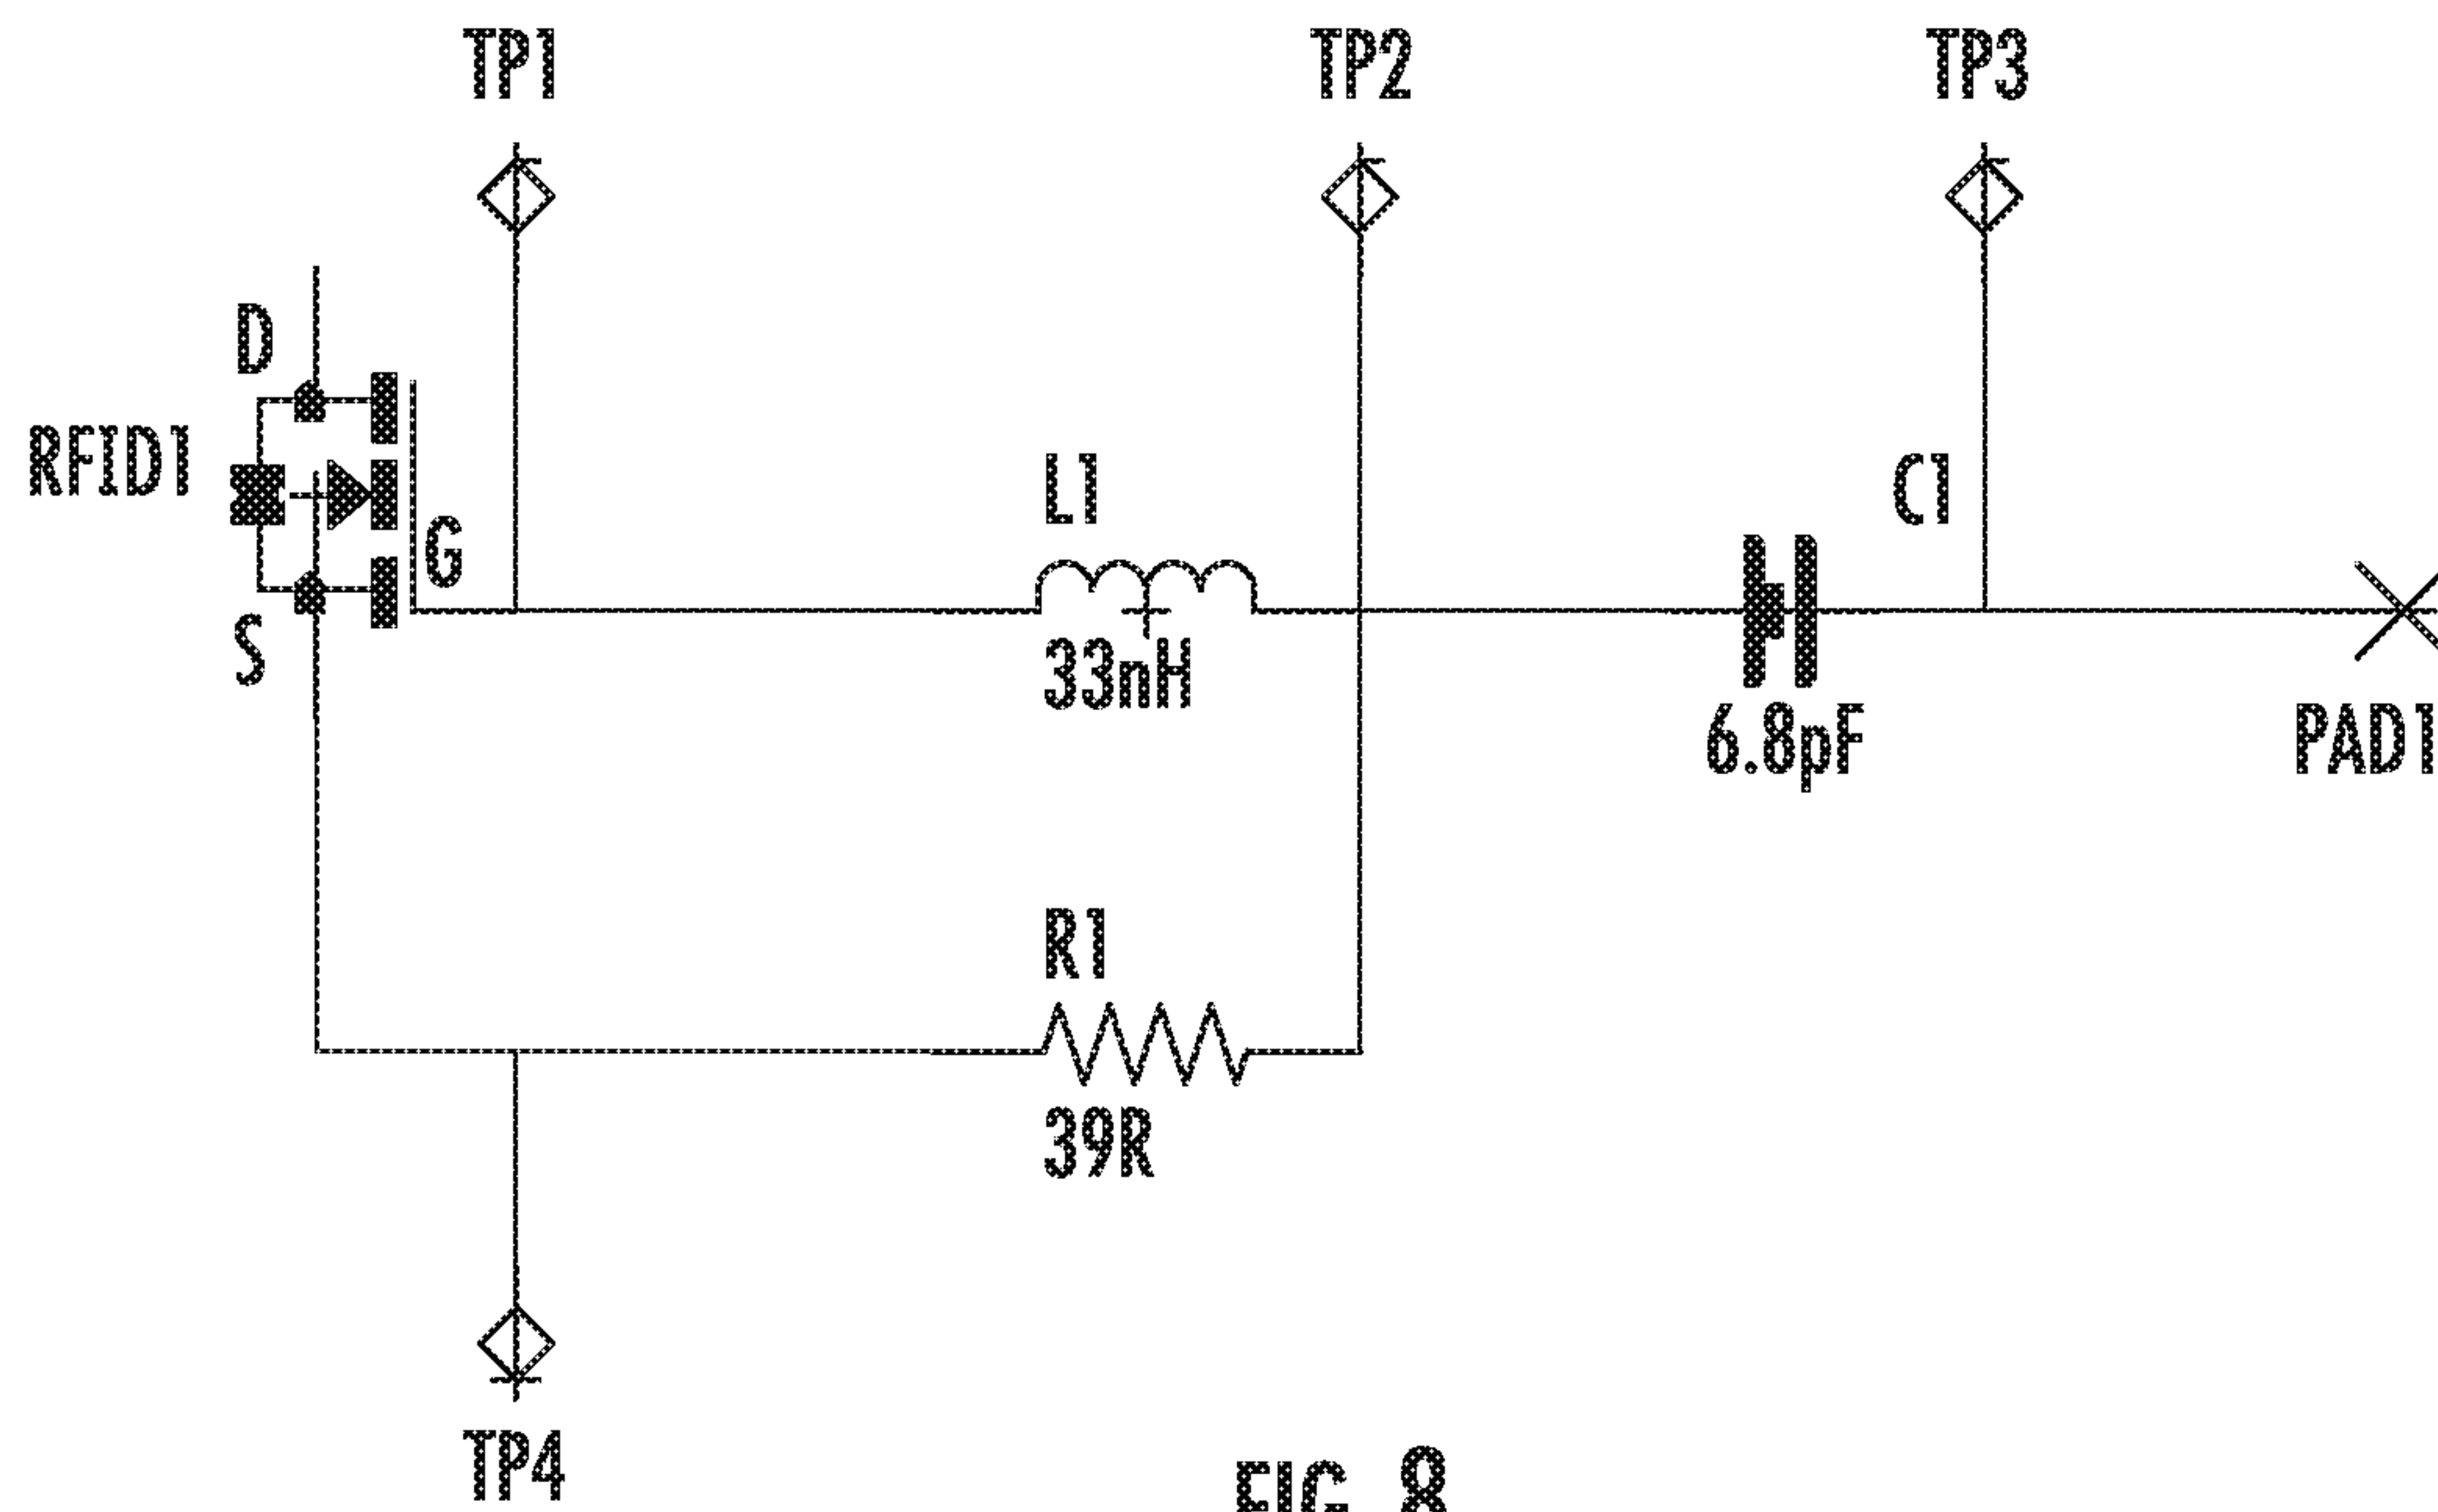 TP1
TP2
TP3
D
RFID1
G
S
L1
33nH
C1
6.8pF
PAD1
R1
39R
TP4
FIG. 8